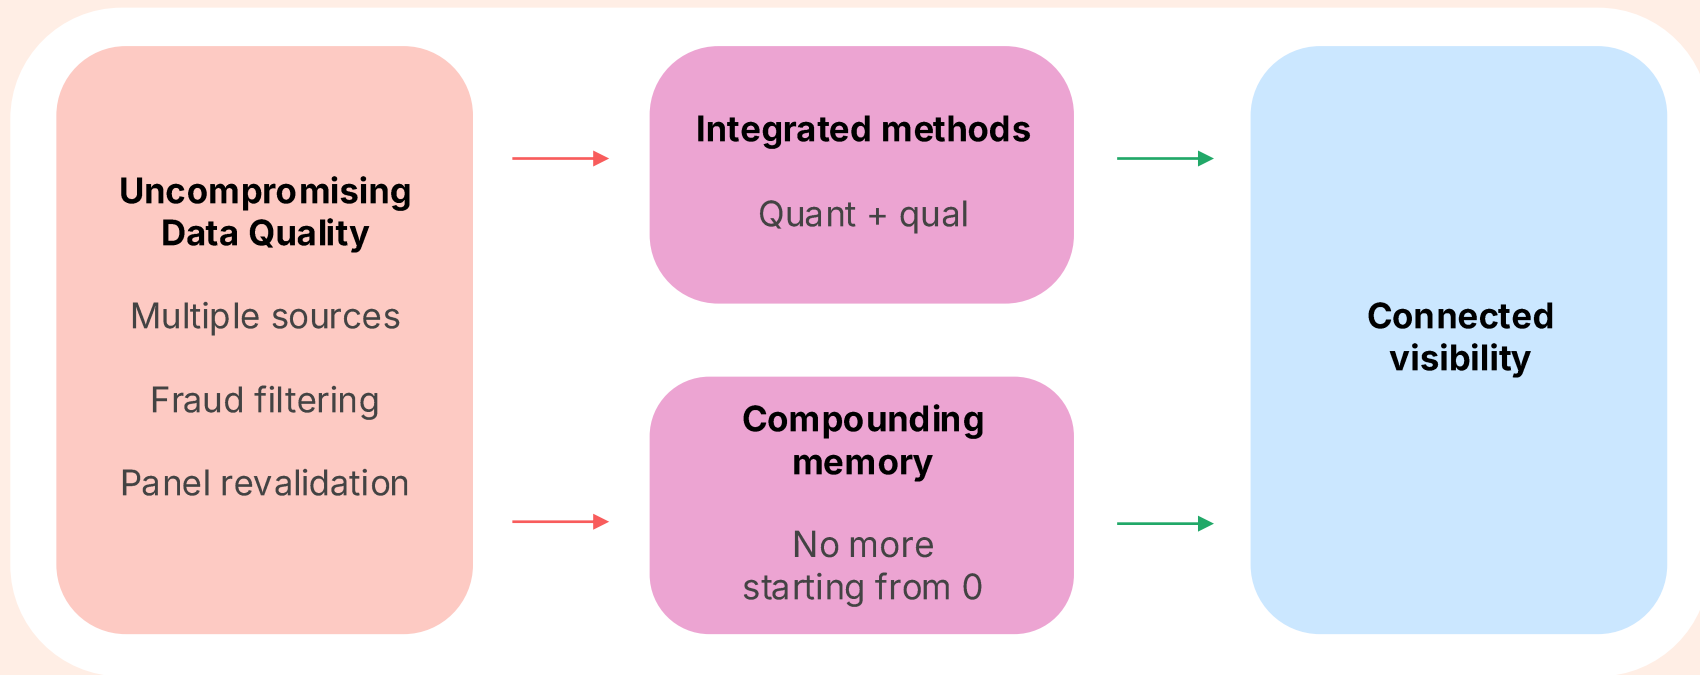 Uncompromising
Data Quality
Multiple sources
Fraud filtering
Panel revalidation
Integrated methods
Quant + qual
Compounding
memory
No more
starting from 0
Connected
visibility